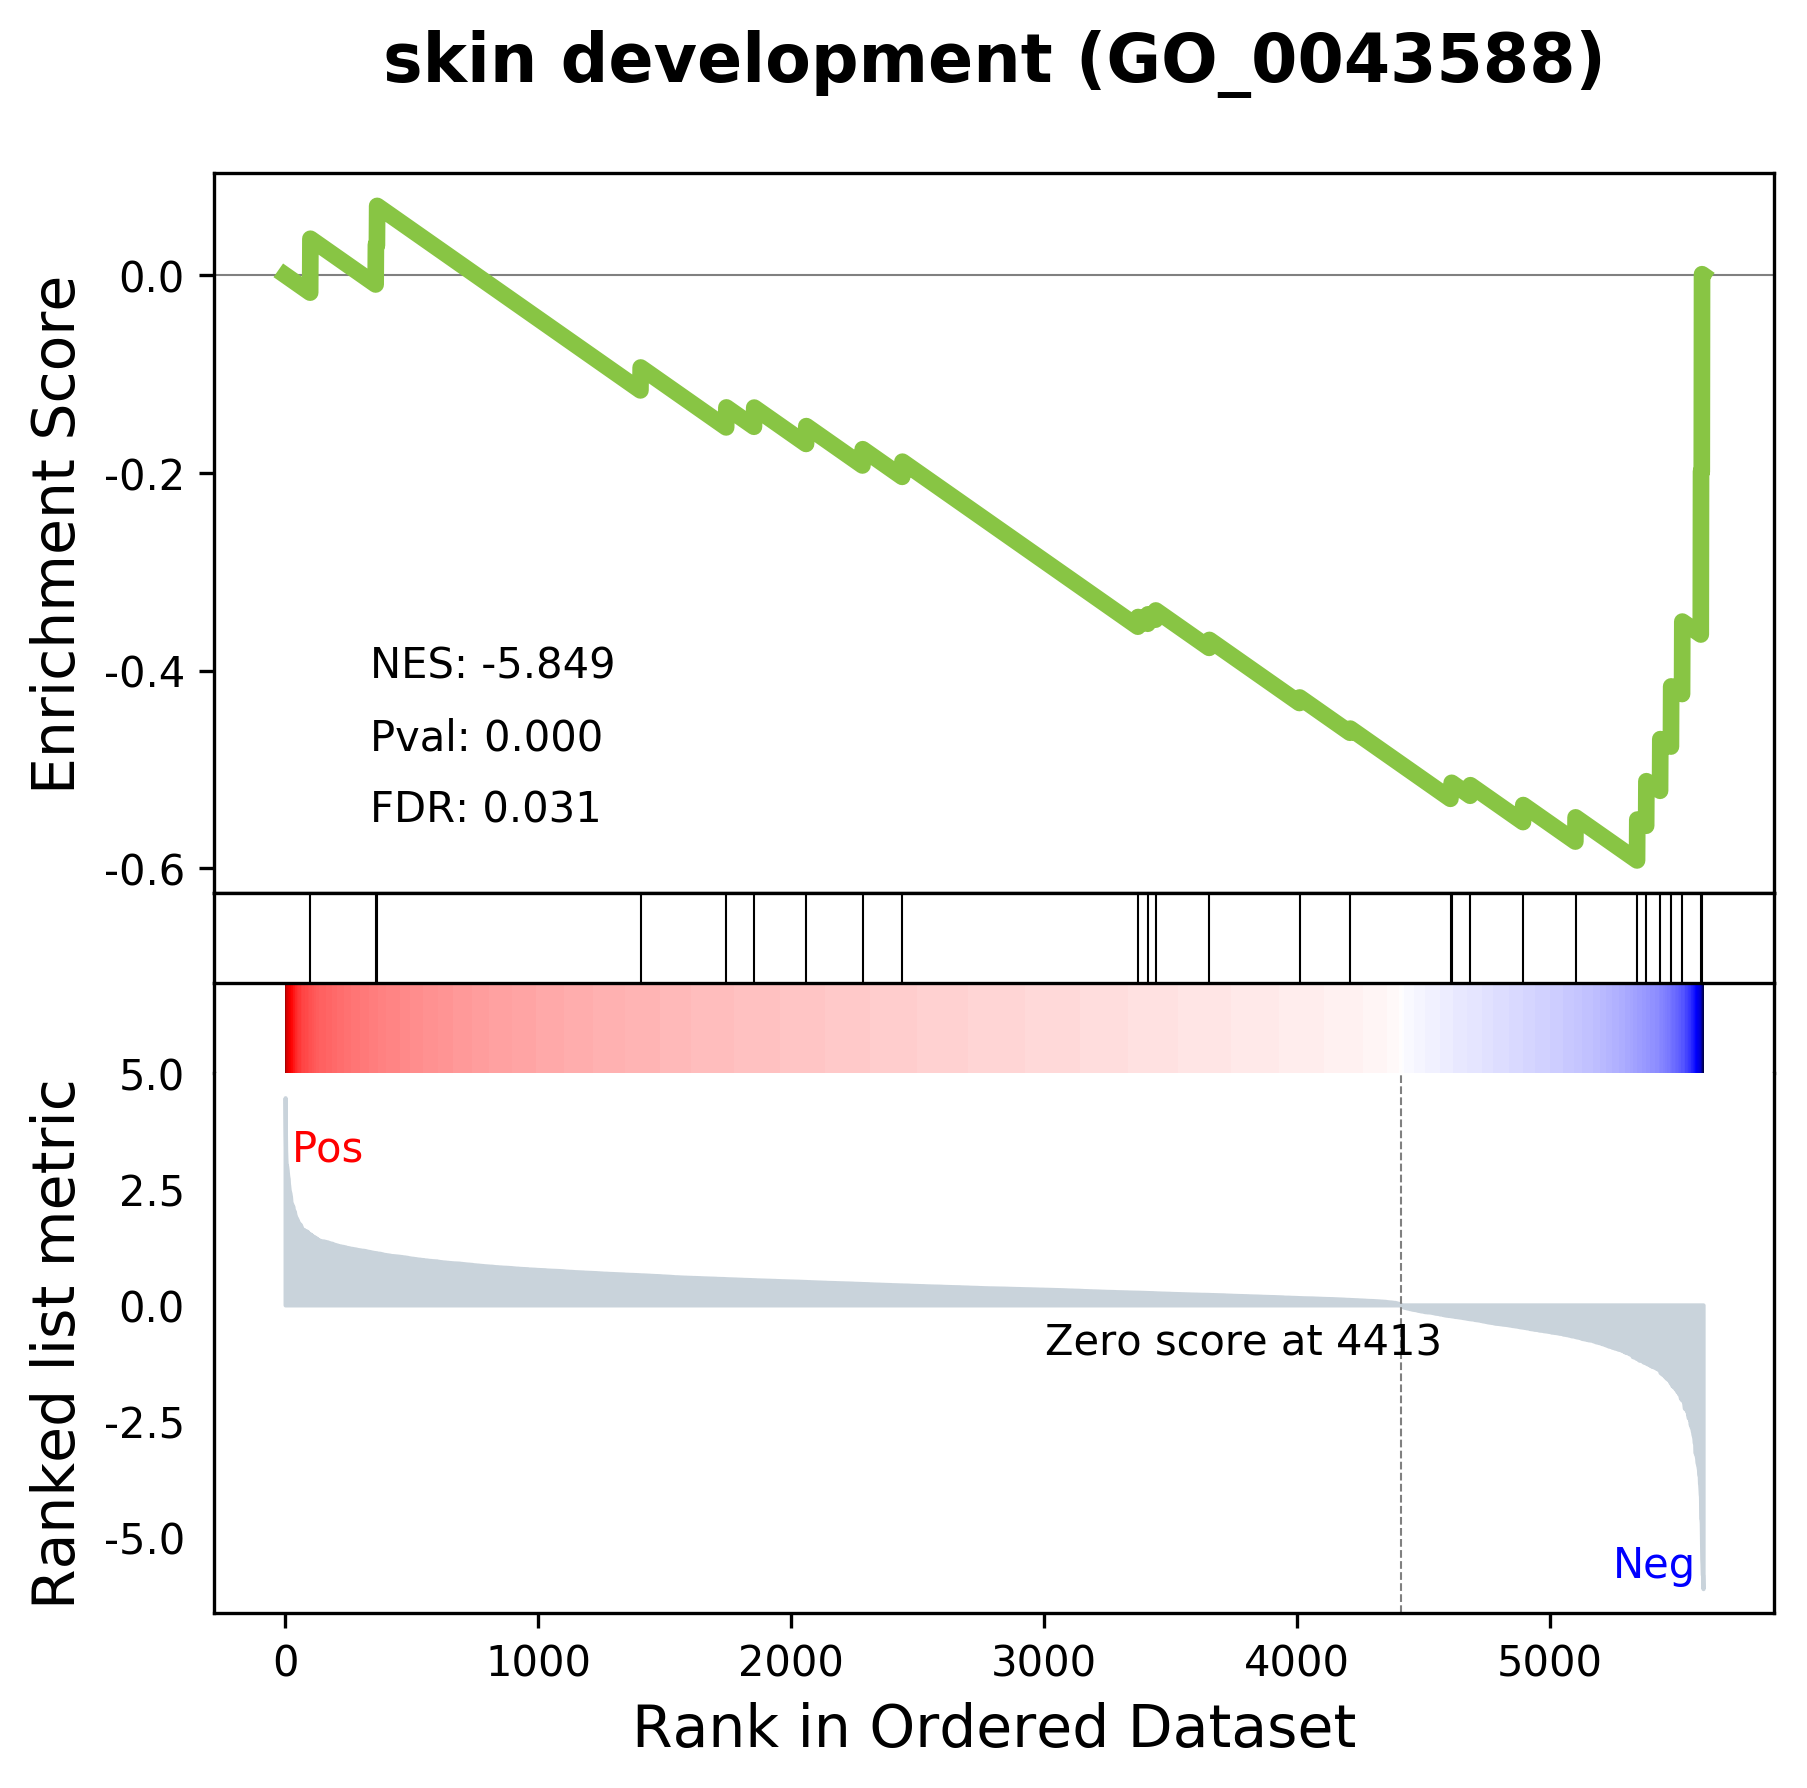 skin development (GO_0043588)
Enrichment Score
0.0
-0.2
-0.4
-0.6
NES: -5.849
Pval: 0.000
FDR: 0.031
Ranked list metric
5.0
2.5
0.0
-2.5
-5.0
Pos
Zero score at 4413
Neg
0 1000 2000 3000 4000 5000
Rank in Ordered Dataset